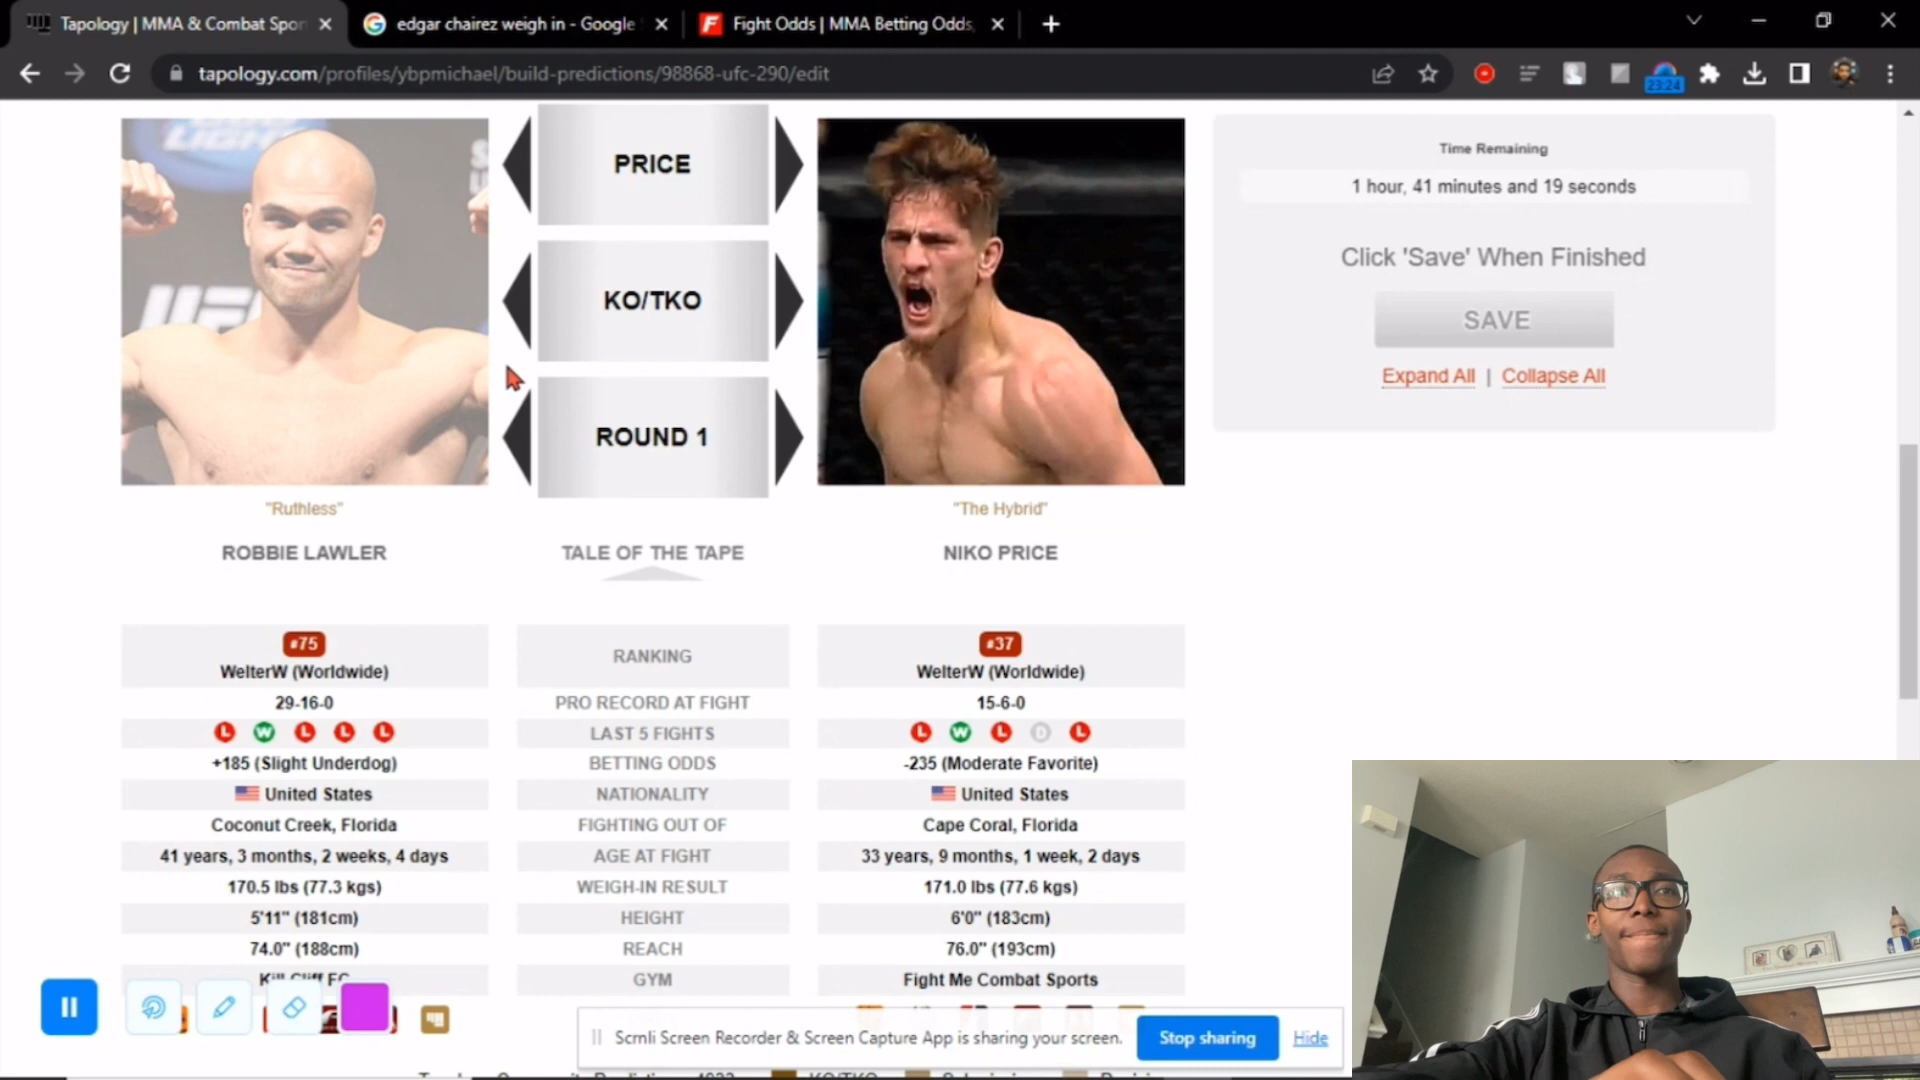 Tapology | MMA & Combat Spor
edgar chairez weigh in - Google
Fight Odds | MMA Betting Odds,
tapology.com/profiles/ybpmichael/build-predictions/98868-ufc-290/edit
23:24
LIGHT
PRICE
KO/TKO
ROUND 1
Time Remaining
1 hour, 41 minutes and 19 seconds
Click 'Save' When Finished
SAVE
Expand All | Collapse All
"Ruthless"
"The Hybrid"
ROBBIE LAWLER
TALE OF THE TAPE
NIKO PRICE
#75
WelterW (Worldwide)
RANKING
#37
WelterW (Worldwide)
29-16-0
PRO RECORD AT FIGHT
15-6-0
L W L L L
LAST 5 FIGHTS
L W L D L
+185 (Slight Underdog)
BETTING ODDS
-235 (Moderate Favorite)
United States
NATIONALITY
United States
Coconut Creek, Florida
FIGHTING OUT OF
Cape Coral, Florida
41 years, 3 months, 2 weeks, 4 days
AGE AT FIGHT
33 years, 9 months, 1 week, 2 days
170.5 lbs (77.3 kgs)
WEIGH-IN RESULT
171.0 lbs (77.6 kgs)
5'11" (181cm)
HEIGHT
6'0" (183cm)
74.0" (188cm)
REACH
76.0" (193cm)
Kill Cliff FC
GYM
Fight Me Combat Sports
Scrnli Screen Recorder & Screen Capture App is sharing your screen.
Stop sharing
Hide